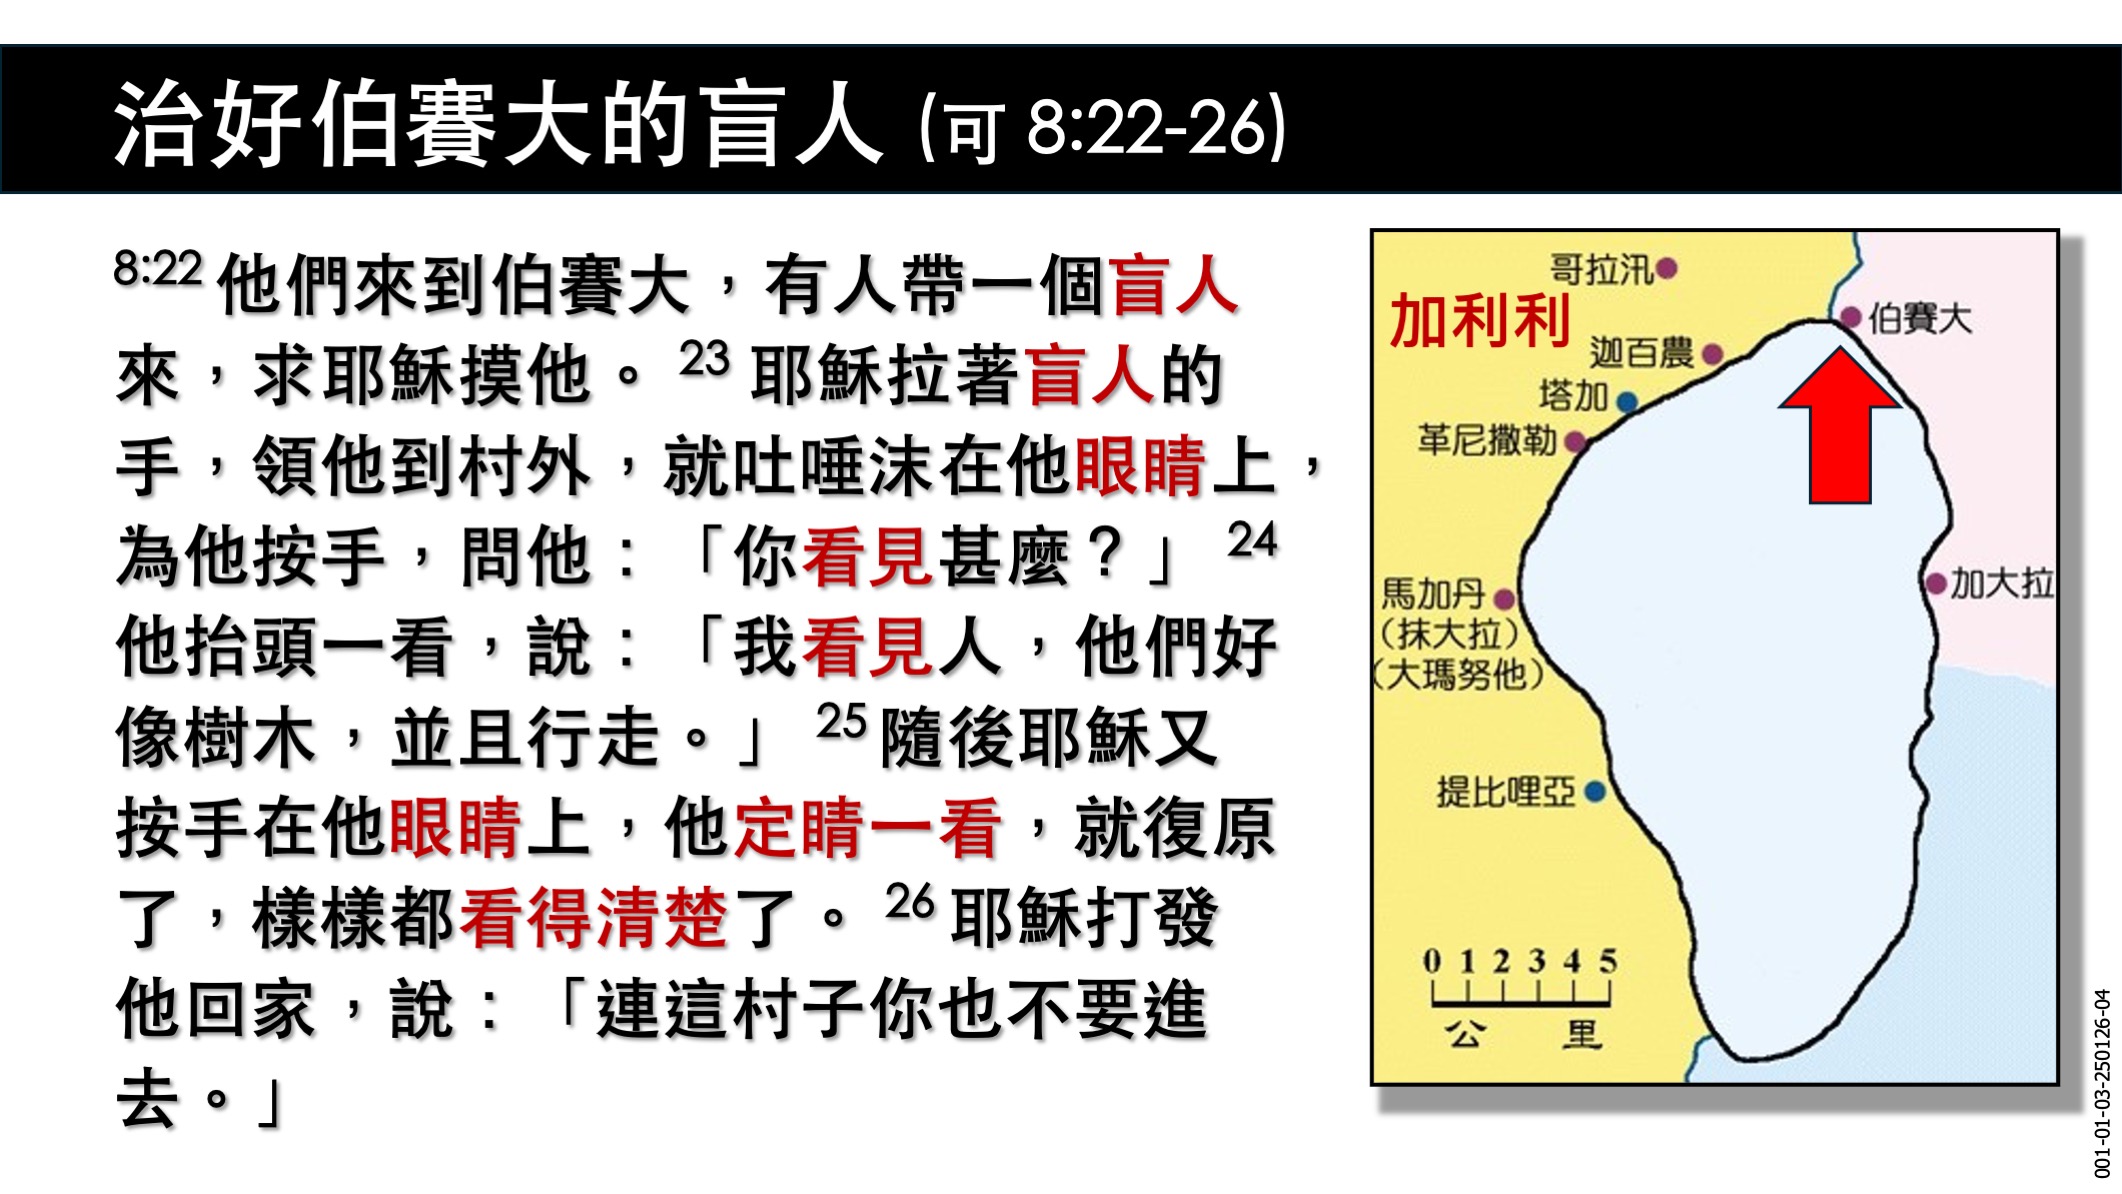 治好伯賽大的盲人 (可 8:22-26)
8:22 他們來到伯賽大，有人帶一個盲人
來，求耶穌摸他。 23 耶穌拉著盲人的
手，領他到村外，就吐唾沫在他眼睛上，
為他按手，問他：「你看見甚麼？」 24
他抬頭一看，說：「我看見人，他們好
像樹木，並且行走。」 25 隨後耶穌又
按手在他眼睛上，他定睛一看，就復原
了，樣樣都看得清楚了。 26 耶穌打發
他回家，說：「連這村子你也不要進
去。」
哥拉汛
加利利
伯賽大
迦百農
塔加
革尼撒勒
加大拉
馬加丹
（抹大拉）
（大瑪努他）
提比哩亞
0 1 2 3 4 5
公 里
001-01-03-250126-04